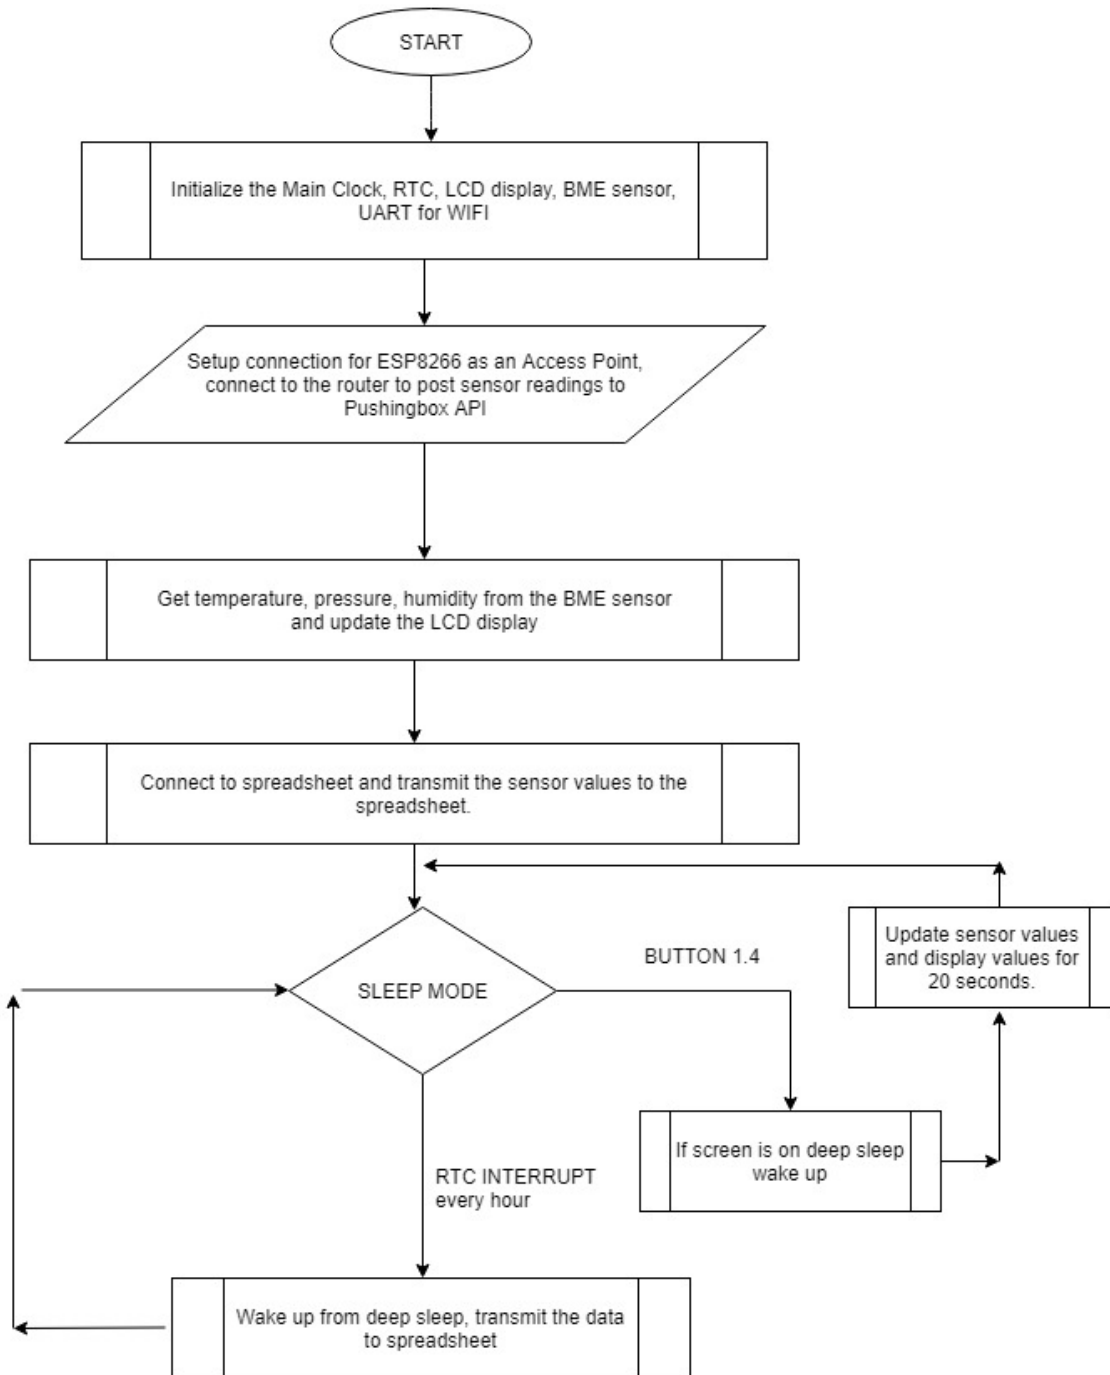 START
Initialize the Main Clock, RTC, LCD display, BME sensor,
UART for WIFI
Setup connection for ESP8266 as an Access Point,
connect to the router to post sensor readings to
Pushingbox API
Get temperature, pressure, humidity from the BME sensor
and update the LCD display
Connect to spreadsheet and transmit the sensor values to the
spreadsheet.
SLEEP MODE
BUTTON 1.4
Update sensor values
and display values for
20 seconds.
If screen is on deep sleep
wake up
RTC INTERRUPT
every hour
Wake up from deep sleep, transmit the data
to spreadsheet